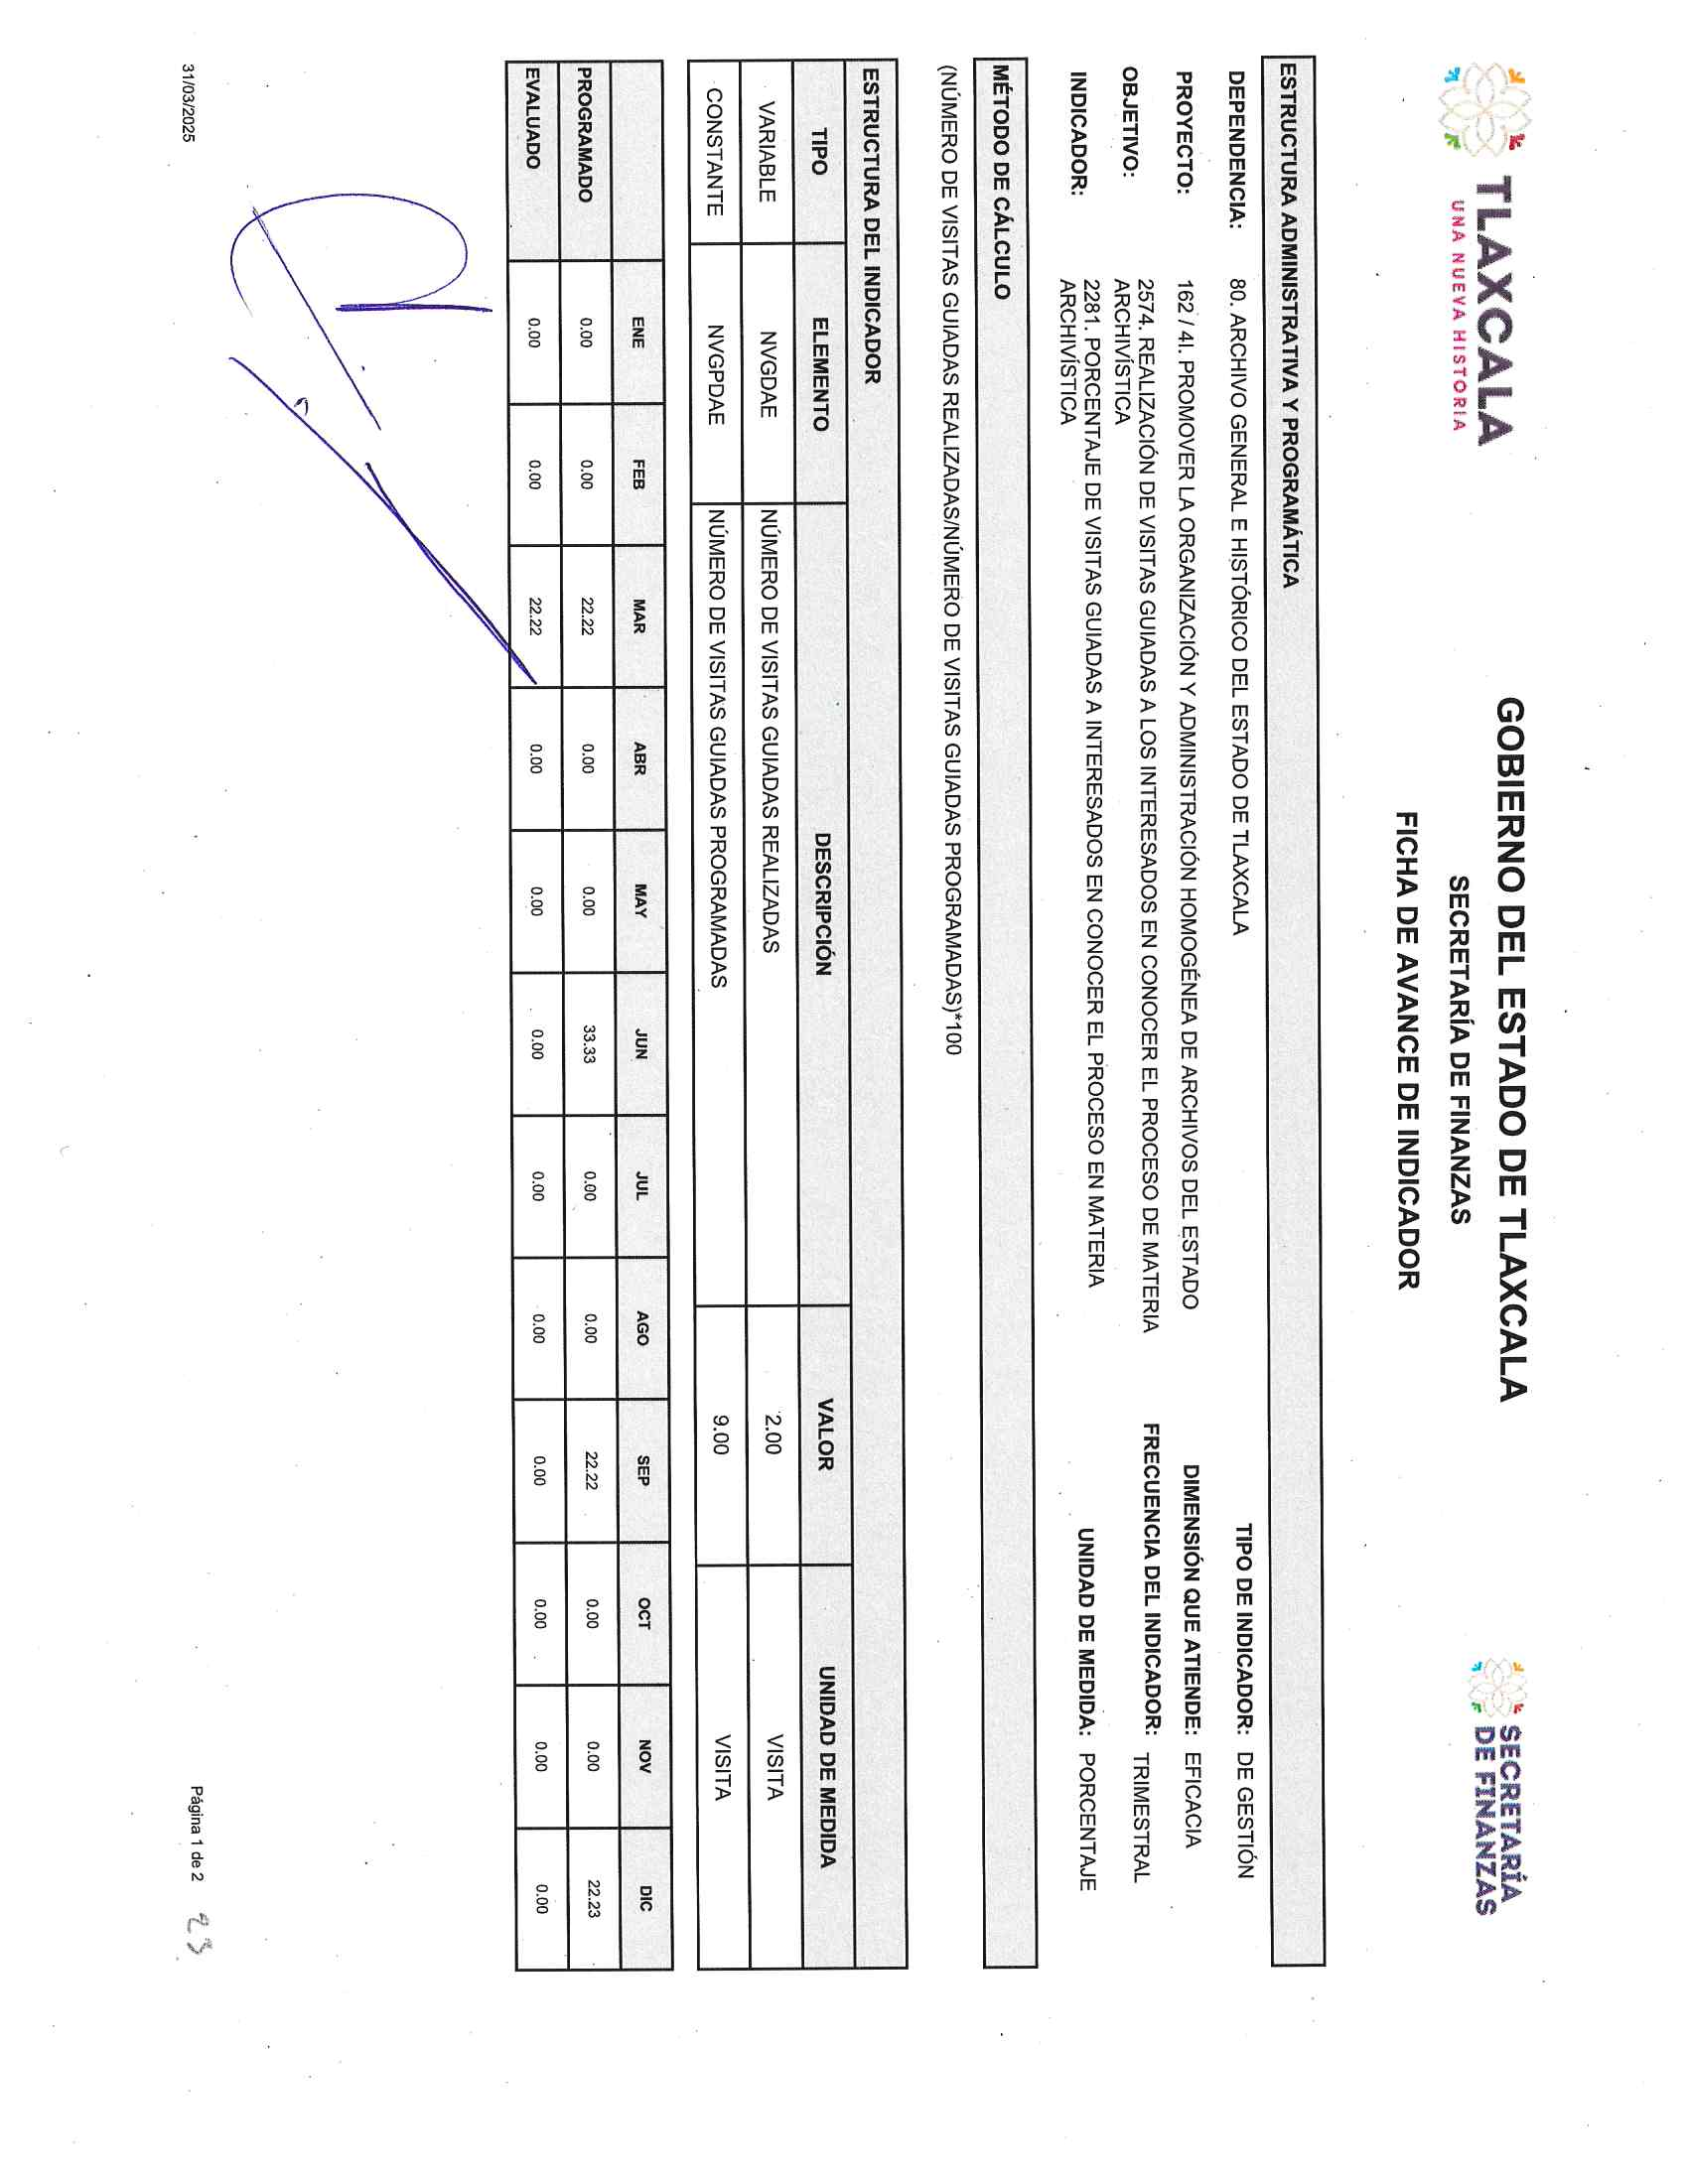 TLAXCALA
UNA NUEVA HISTORIA
GOBIERNO DEL ESTADO DE TLAXCALA
SECRETARÍA DE FINANZAS
FICHA DE AVANCE DE INDICADOR
SECRETARÍA
DE FINANZAS
ESTRUCTURA ADMINISTRATIVA Y PROGRAMÁTICA
DEPENDENCIA: 80. ARCHIVO GENERAL E HISTÓRICO DEL ESTADO DE TLAXCALA TIPO DE INDICADOR: DE GESTIÓN
PROYECTO: 162 / 4I. PROMOVER LA ORGANIZACIÓN Y ADMINISTRACIÓN HOMOGÉNEA DE ARCHIVOS DEL ESTADO DIMENSIÓN QUE ATIENDE: EFICACIA
OBJETIVO: 2574. REALIZACIÓN DE VISITAS GUIADAS A LOS INTERESADOS EN CONOCER EL PROCESO DE MATERIA FRECUENCIA DEL INDICADOR: TRIMESTRAL
ARCHIVÍSTICA
INDICADOR: 2281. PORCENTAJE DE VISITAS GUIADAS A INTERESADOS EN CONOCER EL PROCESO EN MATERIA UNIDAD DE MEDIDA: PORCENTAJE
ARCHIVÍSTICA
MÉTODO DE CÁLCULO
(NÚMERO DE VISITAS GUIADAS REALIZADAS/NÚMERO DE VISITAS GUIADAS PROGRAMADAS)*100
ESTRUCTURA DEL INDICADOR
TIPO ELEMENTO DESCRIPCIÓN VALOR UNIDAD DE MEDIDA
VARIABLE NVGDAE NÚMERO DE VISITAS GUIADAS REALIZADAS 2.00 VISITA
CONSTANTE NVGPDAE NÚMERO DE VISITAS GUIADAS PROGRAMADAS 9.00 VISITA
ENE FEB MAR ABR MAY JUN JUL AGO SEP OCT NOV DIC
PROGRAMADO 0.00 0.00 22.22 0.00 0.00 33.33 0.00 0.00 22.22 0.00 0.00 22.23
EVALUADO 0.00 0.00 22.22 0.00 0.00 0.00 0.00 0.00 0.00 0.00 0.00 0.00
31/03/2025 Página 1 de 2 23